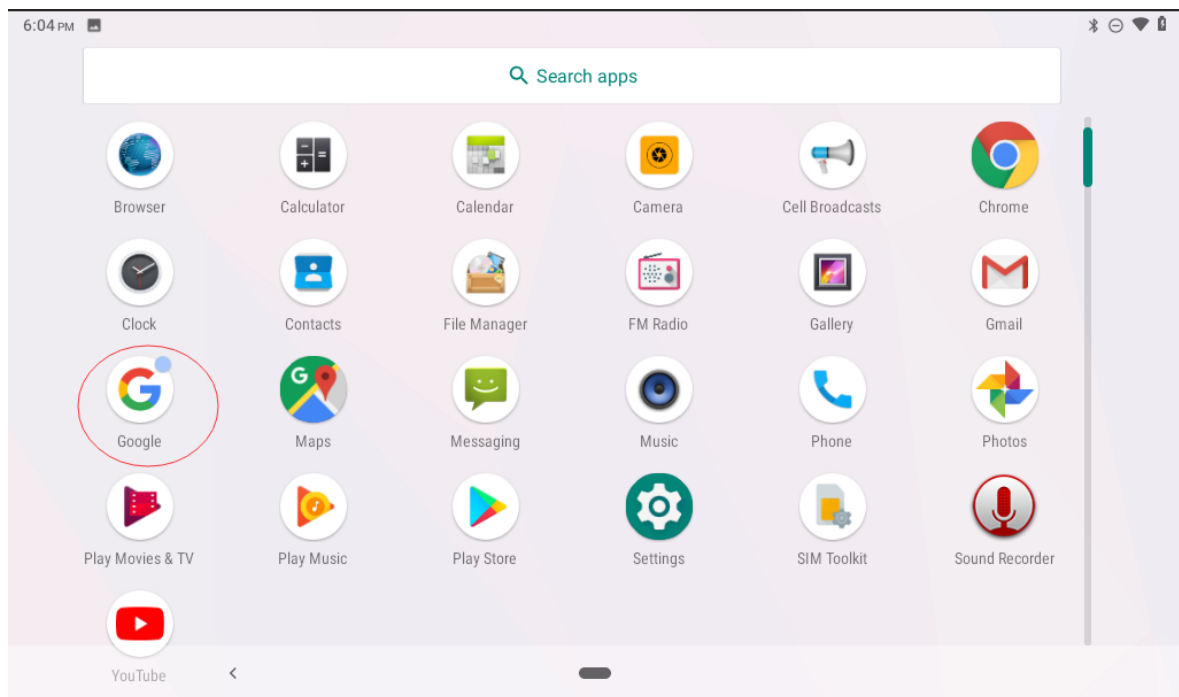 6:04 PM
Search apps
Browser
Calculator
Calendar
Camera
Cell Broadcasts
Chrome
Clock
Contacts
File Manager
FM Radio
Gallery
Gmail
Google
Maps
Messaging
Music
Phone
Photos
Play Movies & TV
Play Music
Play Store
Settings
SIM Toolkit
Sound Recorder
YouTube